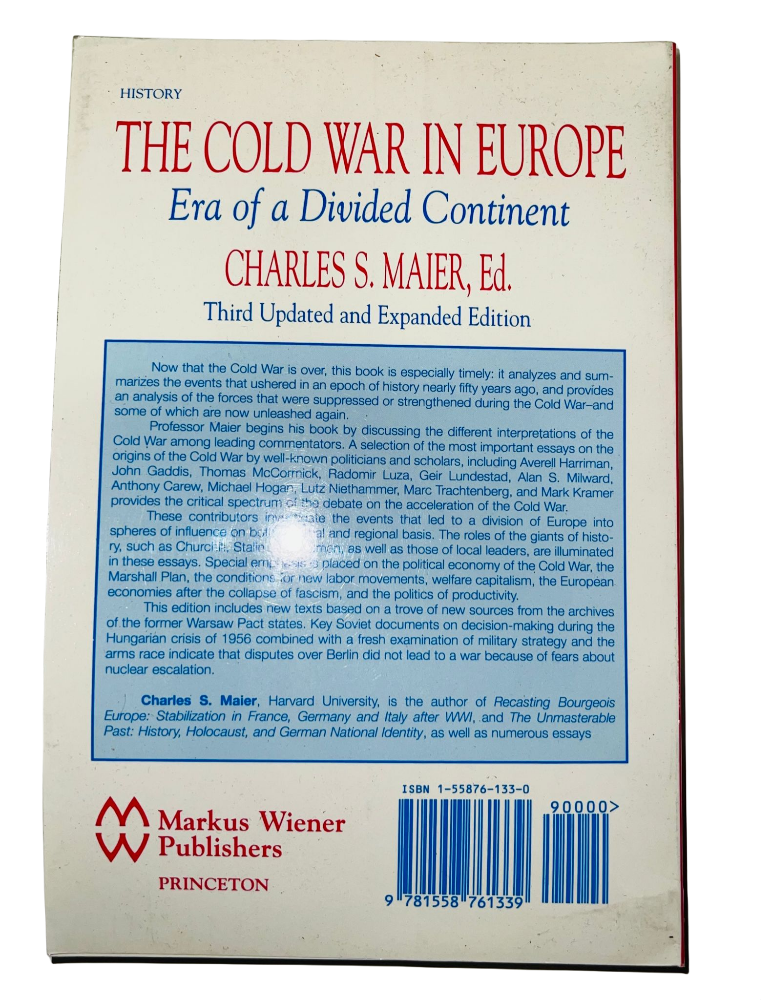 HISTORY
THE COLD WAR IN EUROPE
Era of a Divided Continent
CHARLES S. MAIER, Ed.
Third Updated and Expanded Edition
Now that the Cold War is over, this book is especially timely: it analyzes and sum-
marizes the events that ushered in an epoch of history nearly fifty years ago, and provides
an analysis of the forces that were suppressed or strengthened during the Cold War–and
some of which are now unleashed again.
Professor Maier begins his book by discussing the different interpretations of the
Cold War among leading commentators. A selection of the most important essays on the
origins of the Cold War by well-known politicians and scholars, including Averell Harriman,
John Gaddis, Thomas McCormick, Radomir Luza, Geir Lundestad, Alan S. Milward,
Anthony Carew, Michael Hogan, Lutz Niethammer, Marc Trachtenberg, and Mark Kramer
provides the critical spectrum of the debate on the acceleration of the Cold War.
These contributors investigate the events that led to a division of Europe into
spheres of influence on and regional basis. The roles of the giants of histo-
ry, such as Churchill, Stalin as well as those of local leaders, are illuminated
in these essays. Special emphasis is placed on the political economy of the Cold War, the
Marshall Plan, the conditions for new labor movements, welfare capitalism, the European
economies after the collapse of fascism, and the politics of productivity.
This edition includes new texts based on a trove of new sources from the archives
of the former Warsaw Pact states. Key Soviet documents on decision-making during the
Hungarian crisis of 1956 combined with a fresh examination of military strategy and the
arms race indicate that disputes over Berlin did not lead to a war because of fears about
nuclear escalation.
Charles S. Maier, Harvard University, is the author of Recasting Bourgeois
Europe: Stabilization in France, Germany and Italy after WWI, and The Unmasterable
Past: History, Holocaust, and German National Identity, as well as numerous essays
ISBN 1-55876-133-0
90000>
9 781558 761339
Markus Wiener
Publishers
PRINCETON